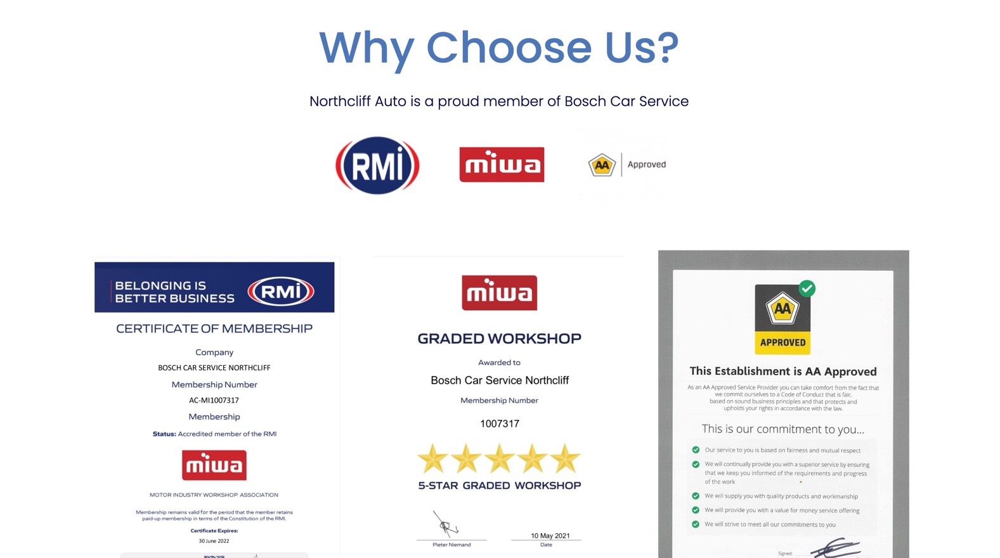 Why Choose Us?
Northcliff Auto is a proud member of Bosch Car Service
RMi
miwa
AA Approved
BELONGING IS
BETTER BUSINESS
RMi
CERTIFICATE OF MEMBERSHIP
Company
BOSCH CAR SERVICE NORTHCLIFF
Membership Number
AC-MI1007317
Membership
Status: Accredited member of the RMI
miwa
MOTOR INDUSTRY WORKSHOP ASSOCIATION
Membership remains valid for the period that the member retains
paid-up membership in terms of the Constitution of the RMI.
Certificate Expires:
30 June 2022
miwa
GRADED WORKSHOP
Awarded to
Bosch Car Service Northcliff
Membership Number
1007317
5-STAR GRADED WORKSHOP
10 May 2021
Pieter Niemand
Date
AA
APPROVED
This Establishment is AA Approved
As an AA Approved Service Provider you can take comfort from the fact that
we commit ourselves to a Code of Conduct that is fair,
based on sound business principles and that protects and
upholds your rights in accordance with the law.
This is our commitment to you...
Our service to you is based on fairness and mutual respect
We will continually provide you with a superior service by ensuring
that we keep you informed of the requirements and progress
of the work
We will supply you with quality products and workmanship
We will provide you with a value for money service offering
We will strive to meet all our commitments to you
Signed: